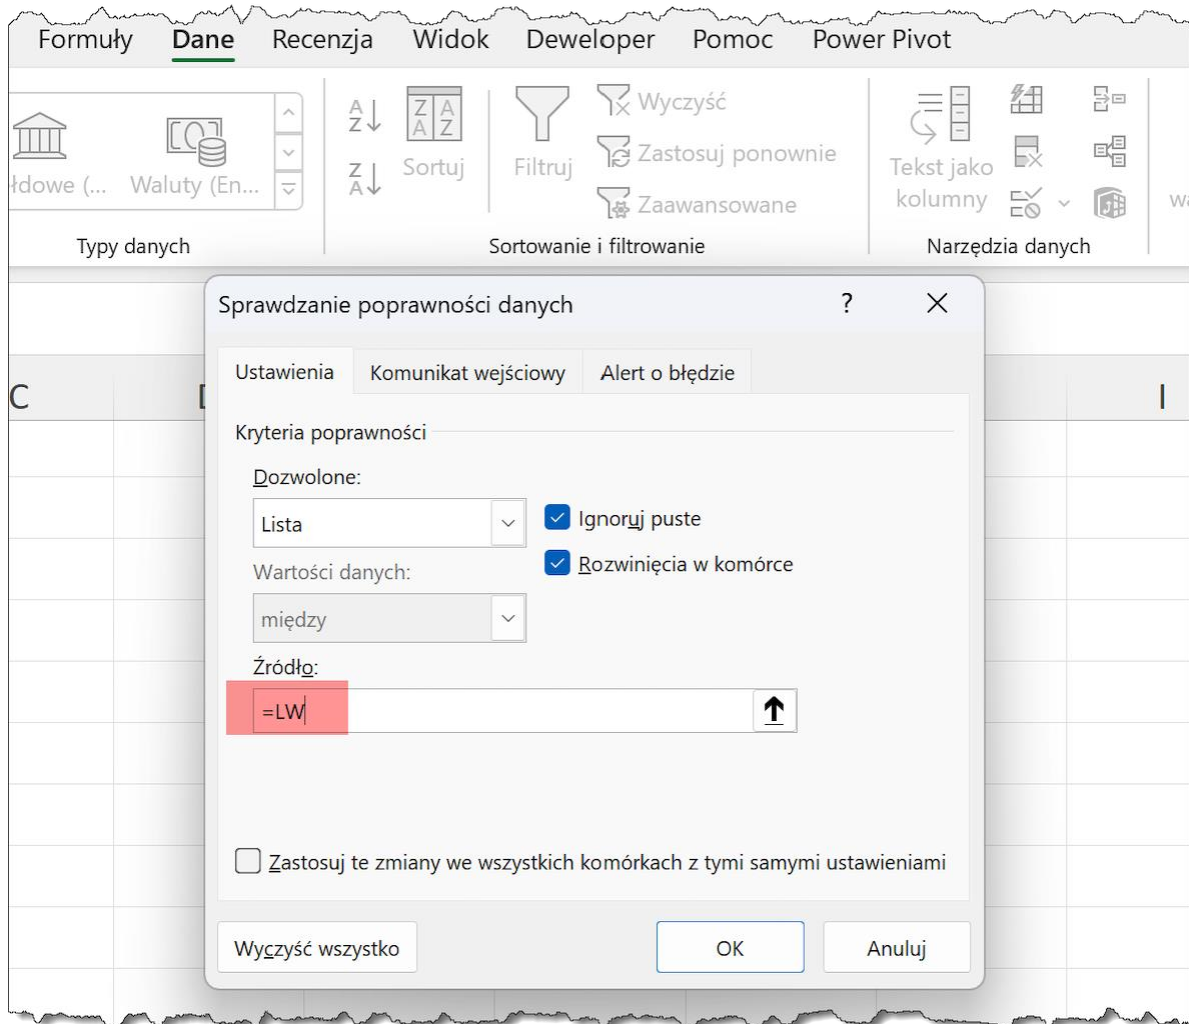 Formuły Dane Recenzja Widok Deweloper Pomoc Power Pivot
Wyczyść
Sortuj Filtruj Zastosuj ponownie Tekst jako
kolumny
Waluty (En... Zaawansowane
Typy danych Sortowanie i filtrowanie Narzędzia danych
Sprawdzanie poprawności danych ?
C I
Ustawienia Komunikat wejściowy Alert o błędzie
Kryteria poprawności
Dozwolone:
Lista Ignoruj puste
Rozwinięcia w komórce
Wartości danych:
między
Źródło:
=LW
Zastosuj te zmiany we wszystkich komórkach z tymi samymi ustawieniami
Wyczyść wszystko OK Anuluj